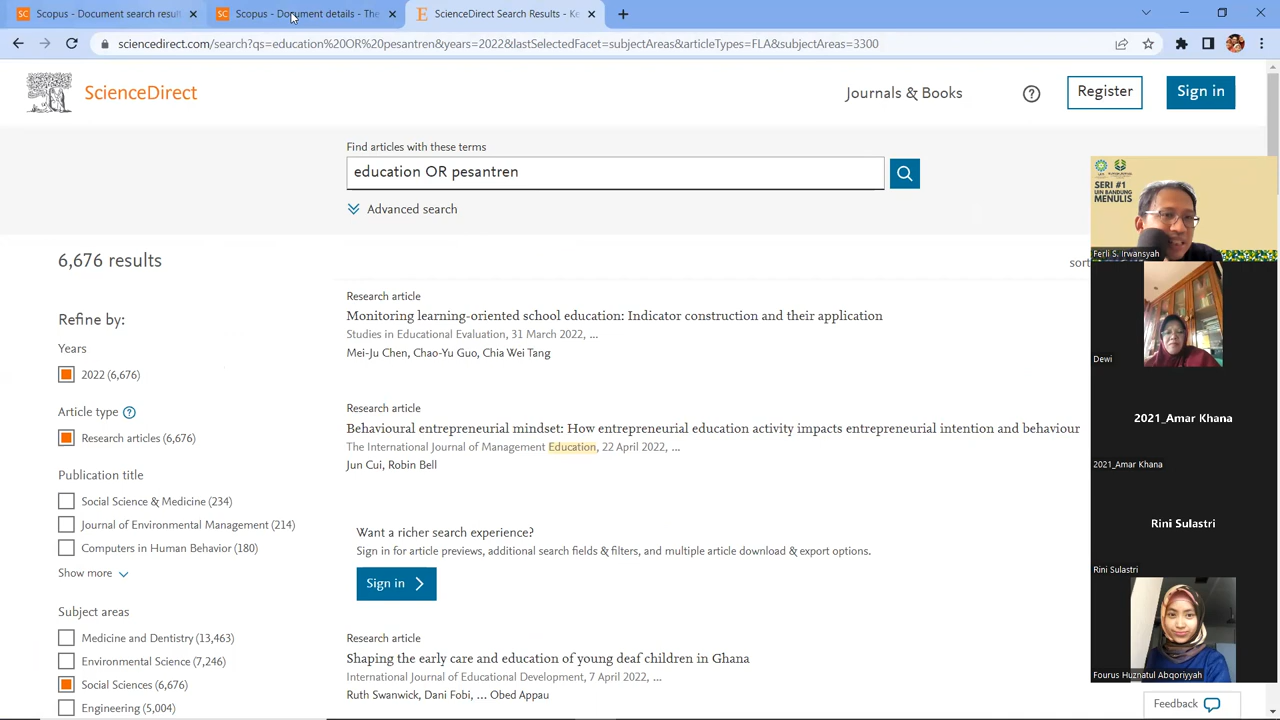 Scopus - Document search result
Scopus - Document details - The
ScienceDirect Search Results - Ke
sciencedirect.com/search?qs=education%20OR%20pesantren&years=2022&lastSelectedFacet=subjectAreas&articleTypes=FLA&subjectAreas=3300
ScienceDirect
Journals & Books
Register
Sign in
Find articles with these terms
education OR pesantren
Advanced search
6,676 results
sort
Refine by:
Years
2022 (6,676)
Article type
Research articles (6,676)
Publication title
Social Science & Medicine (234)
Journal of Environmental Management (214)
Computers in Human Behavior (180)
Show more
Subject areas
Medicine and Dentistry (13,463)
Environmental Science (7,246)
Social Sciences (6,676)
Engineering (5,004)
Research article
Monitoring learning-oriented school education: Indicator construction and their application
Studies in Educational Evaluation, 31 March 2022, ...
Mei-Ju Chen, Chao-Yu Guo, Chia Wei Tang
Research article
Behavioural entrepreneurial mindset: How entrepreneurial education activity impacts entrepreneurial intention and behaviour
The International Journal of Management Education, 22 April 2022, ...
Jun Cui, Robin Bell
Want a richer search experience?
Sign in for article previews, additional search fields & filters, and multiple article download & export options.
Sign in
Research article
Shaping the early care and education of young deaf children in Ghana
International Journal of Educational Development, 7 April 2022, ...
Ruth Swanwick, Dani Fobi, ... Obed Appau
SERI #1
UIN BANDUNG
MENULIS
Ferli S. Irwansyah
Dewi
2021_Amar Khana
2021_Amar Khana
Rini Sulastri
Rini Sulastri
Fourus Huznatul Abqoriyyah
Feedback